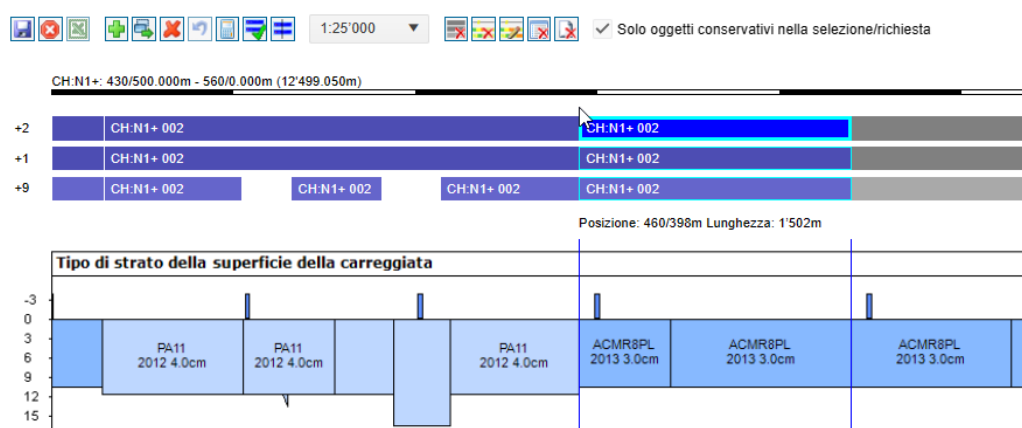 1:25'000 Solo oggetti conservativi nella selezione/richiesta
CH:N1+: 430/500.000m - 560/0.000m (12'499.050m)
+2 CH:N1+ 002 CH:N1+ 002
+1 CH:N1+ 002 CH:N1+ 002
+9 CH:N1+ 002 CH:N1+ 002 CH:N1+ 002 CH:N1+ 002
Posizione: 460/398m Lunghezza: 1'502m
Tipo di strato della superficie della carreggiata
-3
0
3
6
9
12
15
PA11
2012 4.0cm
PA11
2012 4.0cm
PA11
2012 4.0cm
ACMR8PL
2013 3.0cm
ACMR8PL
2013 3.0cm
ACMR8PL
2013 3.0cm